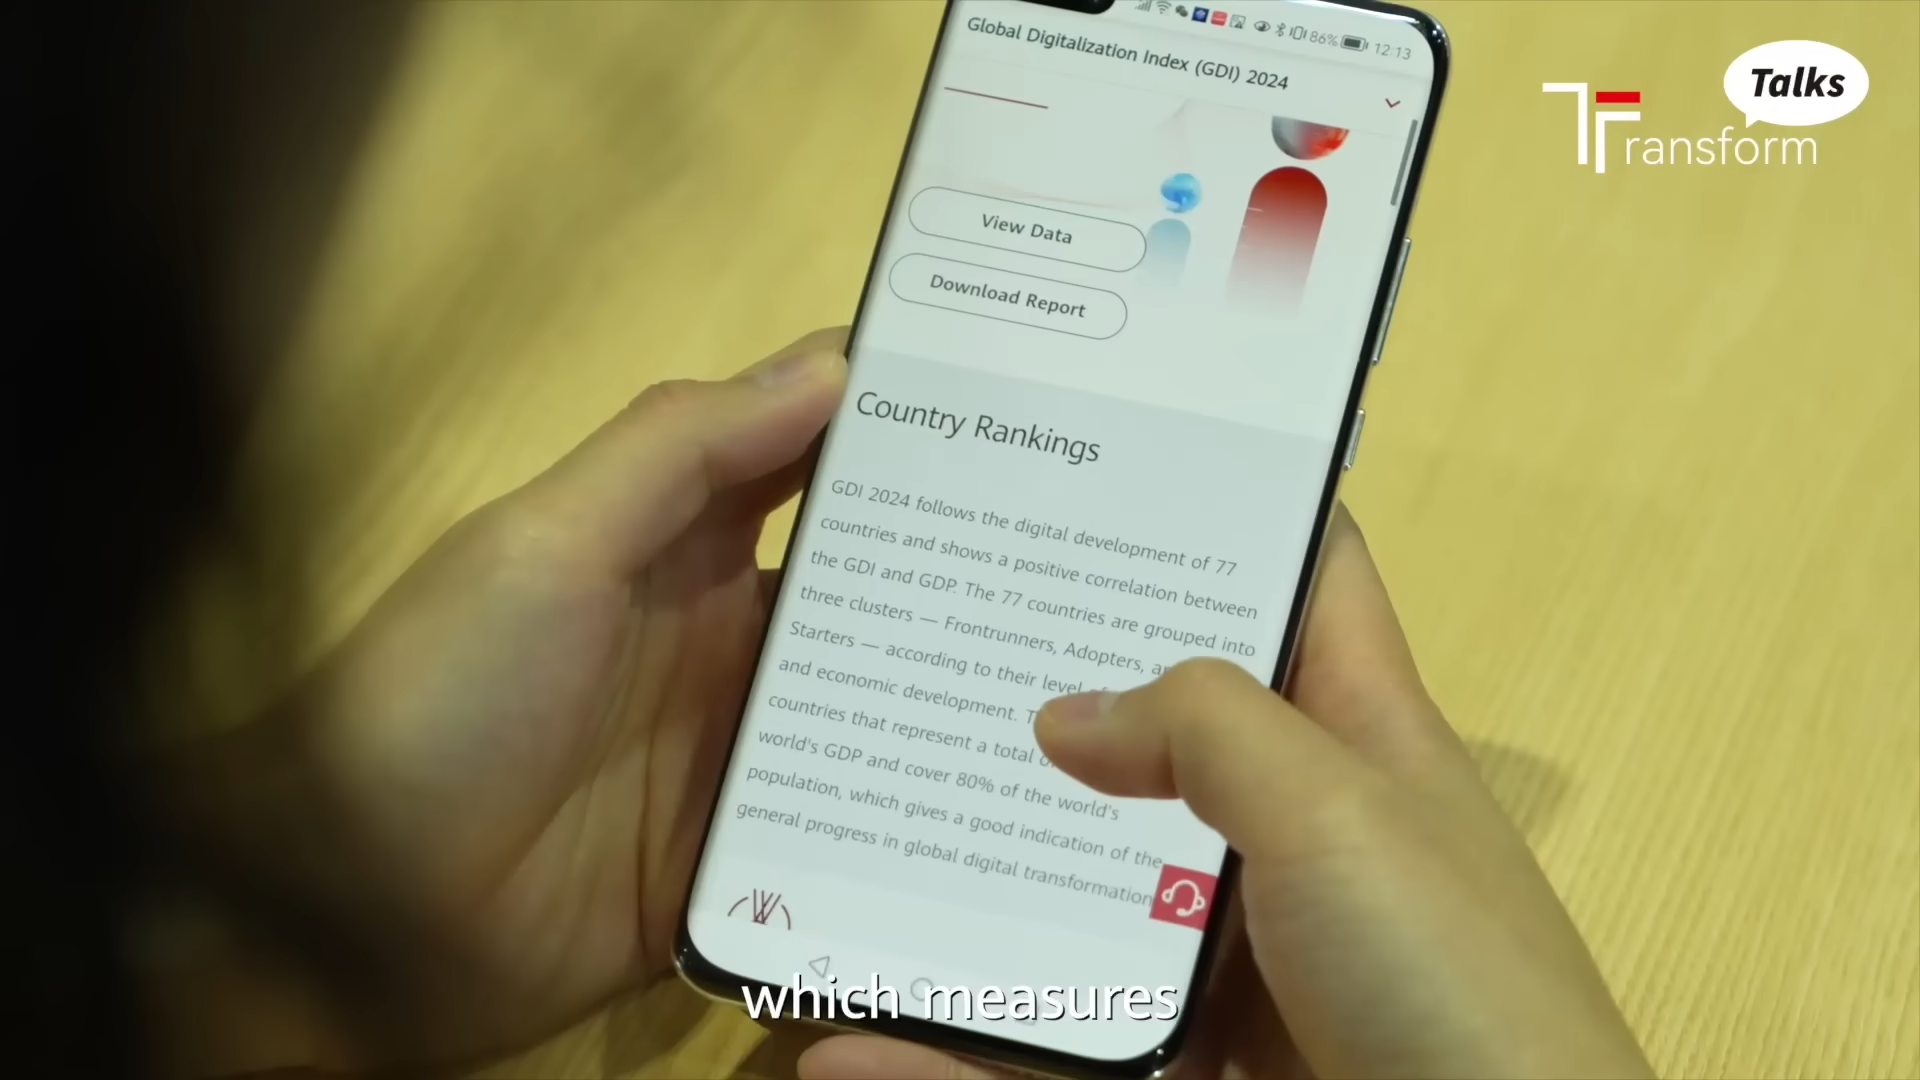 86% 12:13
Global Digitalization Index (GDI) 2024
Talks
Transform
View Data
Download Report
Country Rankings
GDI 2024 follows the digital development of 77
countries and shows a positive correlation between
the GDI and GDP. The 77 countries are grouped into
three clusters — Frontrunners, Adopters,
Starters — according to their level
and economic development.
countries that represent a total
world's GDP and cover 80% of the world's
population, which gives a good indication of the
general progress in global digital transformation
which measures